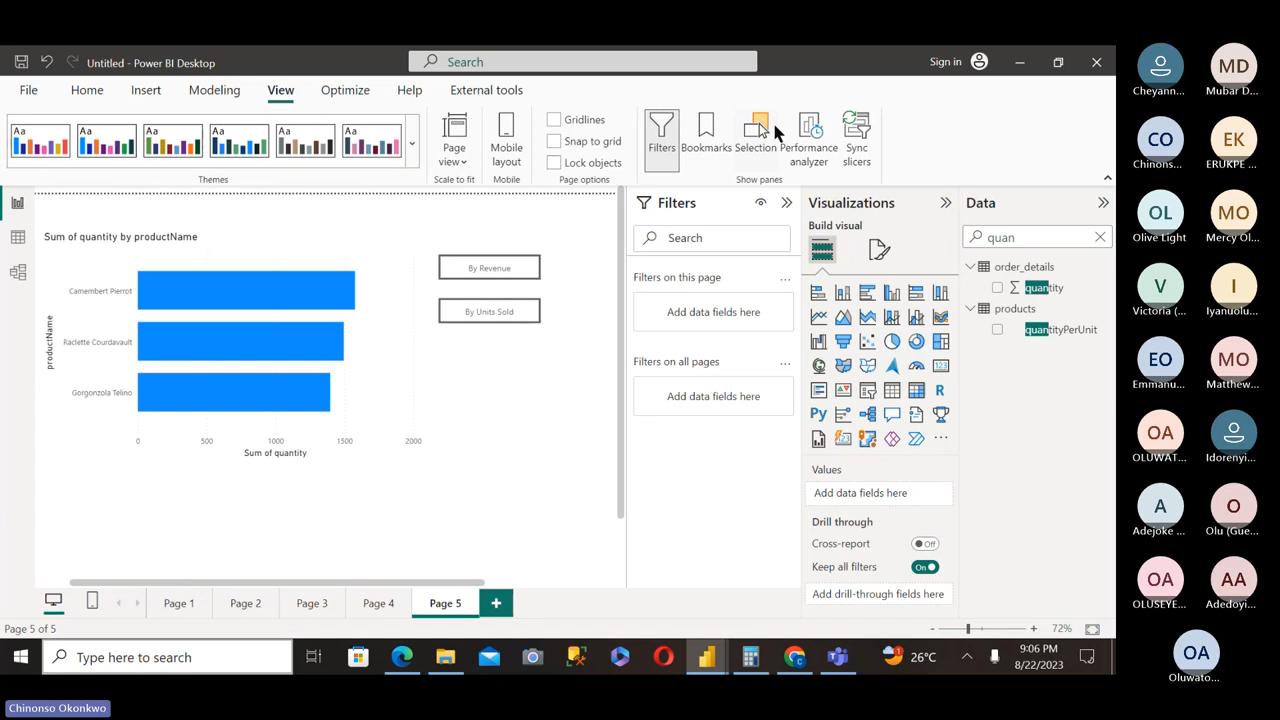 Untitled - Power BI Desktop
Search
Sign in
File Home Insert Modeling View Optimize Help External tools
Aa Aa Aa Aa Aa Aa
Themes
Page view
Scale to fit
Mobile layout
Mobile
Gridlines
Snap to grid
Lock objects
Page options
Filters
Bookmarks
Selection
Performance analyzer
Sync slicers
Show panes
Sum of quantity by productName
productName
Camembert Pierrot
Raclette Courdavault
Gorgonzola Telino
0 500 1000 1500 2000
Sum of quantity
By Revenue
By Units Sold
Filters
Search
Filters on this page ...
Add data fields here
Filters on all pages ...
Add data fields here
Visualizations
Build visual
123
R
Py
...
Values
Add data fields here
Drill through
Cross-report Off
Keep all filters On
Add drill-through fields here
Data
quan
order_details
quantity
products
quantityPerUnit
Page 1 Page 2 Page 3 Page 4 Page 5 +
Page 5 of 5
- + 72%
Type here to search
1
26°C
9:06 PM
8/22/2023
Chinonso Okonkwo
Cheyann...
MD
Mubar D...
CO
Chinons...
EK
ERUKPE ...
OL
Olive Light
MO
Mercy Ol...
V
Victoria (...
I
Iyanuolu...
EO
Emmanu...
MO
Matthew...
OA
OLUWAT...
Idorenyi...
A
Adejoke ...
O
Olu (Gue...
OA
OLUSEYE...
AA
Adedoyi...
OA
Oluwato...